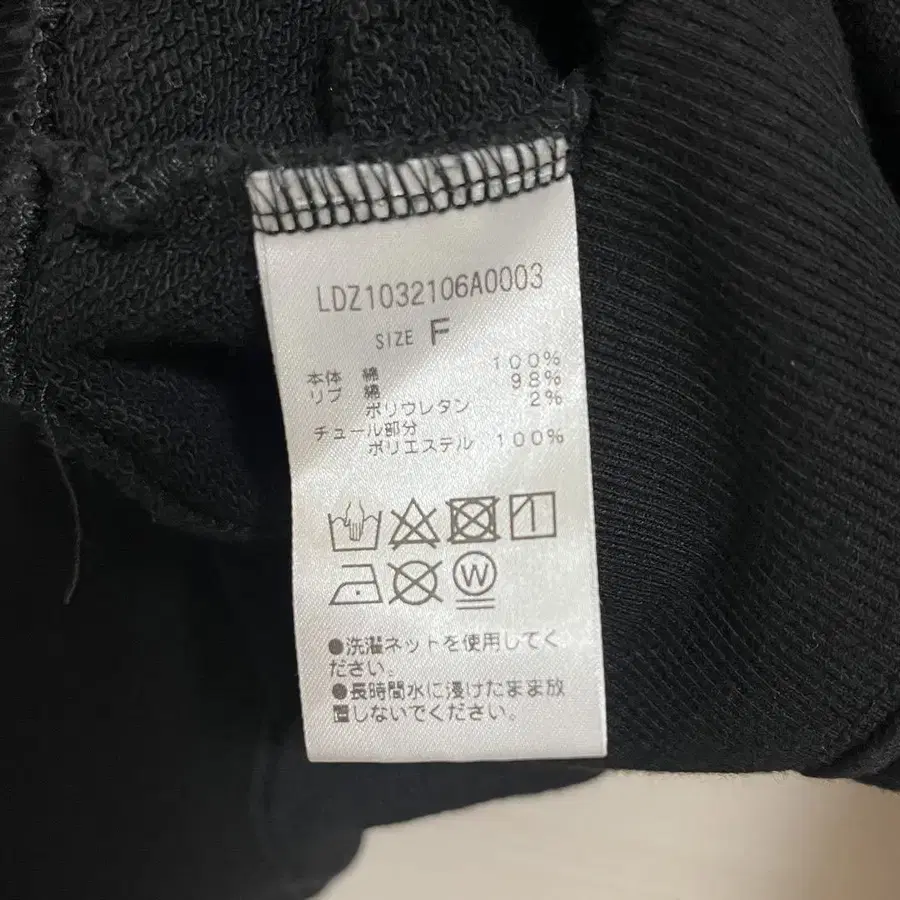 LDZ1032106A0003
SIZE F
本体 綿 100%
リブ 綿 98%
ポリウレタン 2%
チュール部分
ポリエステル 100%
W
●洗濯ネットを使用してく
ださい。
●長時間水に浸けたまま放
置しないでください。